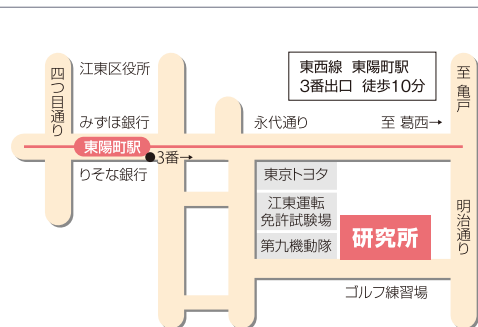 四つ目通り
江東区役所
東西線 東陽町駅
3番出口 徒歩10分
至 亀戸
みずほ銀行
永代通り
至 葛西→
東陽町駅
3番→
りそな銀行
東京トヨタ
江東運転
免許試験場
第九機動隊
研究所
明治通り
ゴルフ練習場